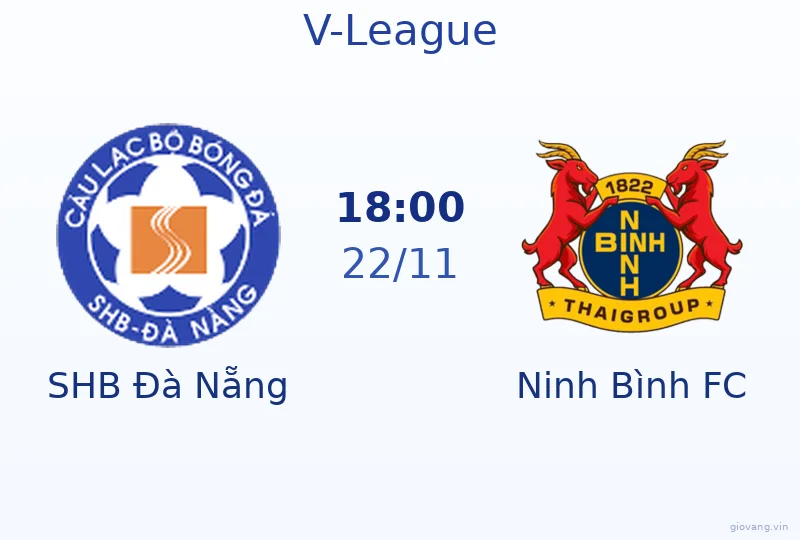 V-League
CÂU LẠC BỘ BÓNG ĐÁ
SHB-ĐÀ NẴNG
18:00
22/11
1822
NINH
BINH
THAIGROUP
SHB Đà Nẵng
Ninh Bình FC
giovang.vin